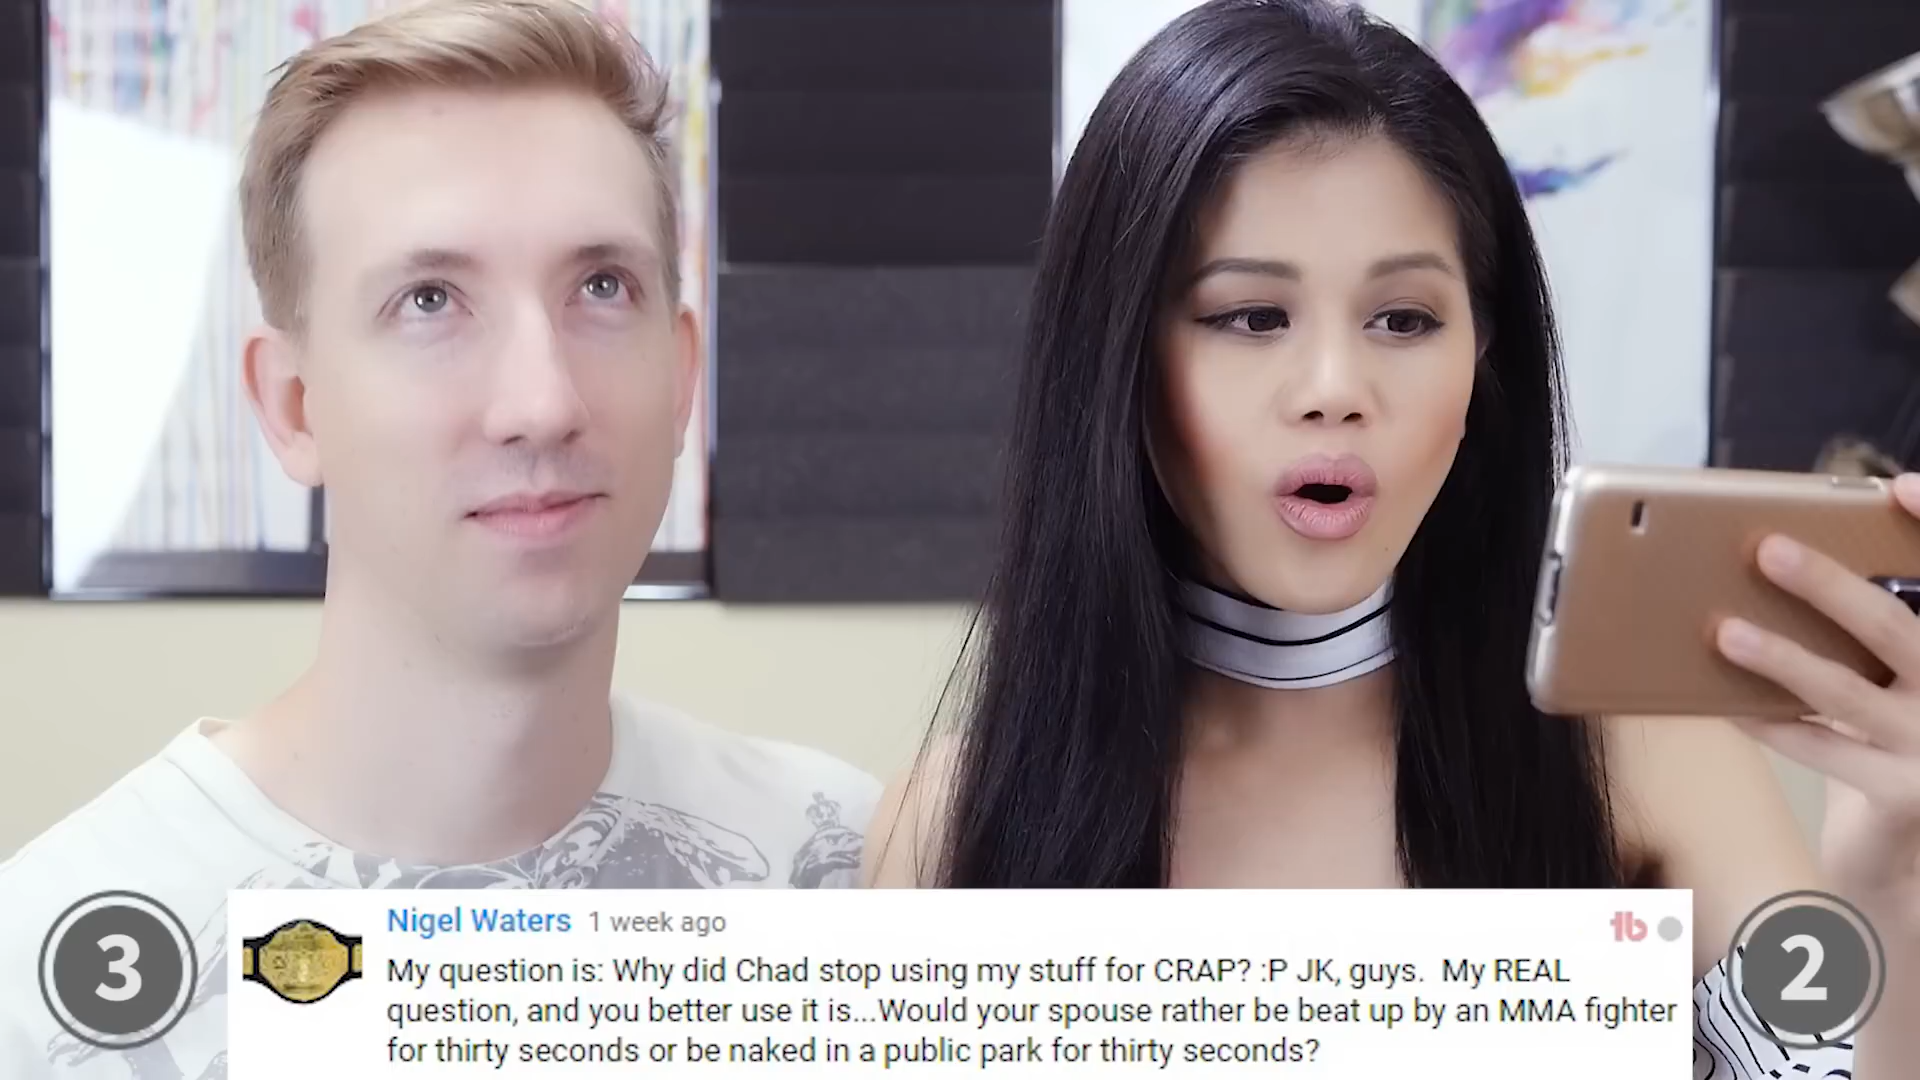 3
Nigel Waters 1 week ago
tb
My question is: Why did Chad stop using my stuff for CRAP? :P JK, guys.  My REAL
question, and you better use it is...Would your spouse rather be beat up by an MMA fighter
for thirty seconds or be naked in a public park for thirty seconds?
2